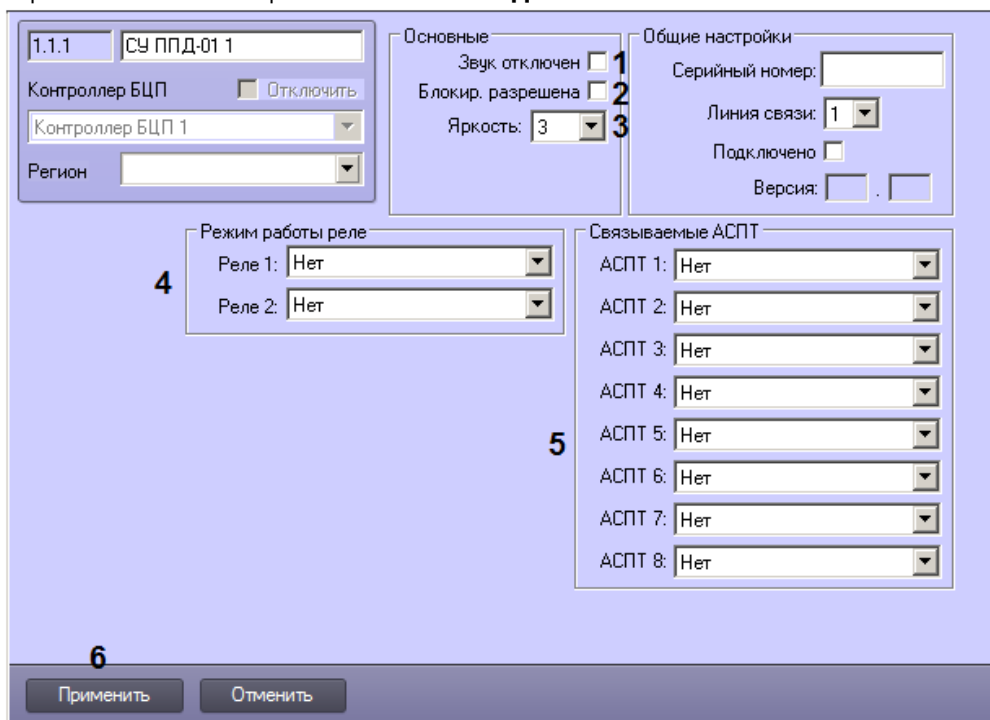 1.1.1 СУ ППД-01 1
Контроллер БЦП Отключить
Контроллер БЦП 1
Регион
Основные
Звук отключен 1
Блокир. разрешена 2
Яркость: 3 3
Общие настройки
Серийный номер:
Линия связи: 1
Подключено
Версия: .
Режим работы реле
4
Реле 1: Нет
Реле 2: Нет
Связываемые АСПТ
АСПТ 1: Нет
АСПТ 2: Нет
АСПТ 3: Нет
АСПТ 4: Нет
5
АСПТ 5: Нет
АСПТ 6: Нет
АСПТ 7: Нет
АСПТ 8: Нет
6
Применить Отменить